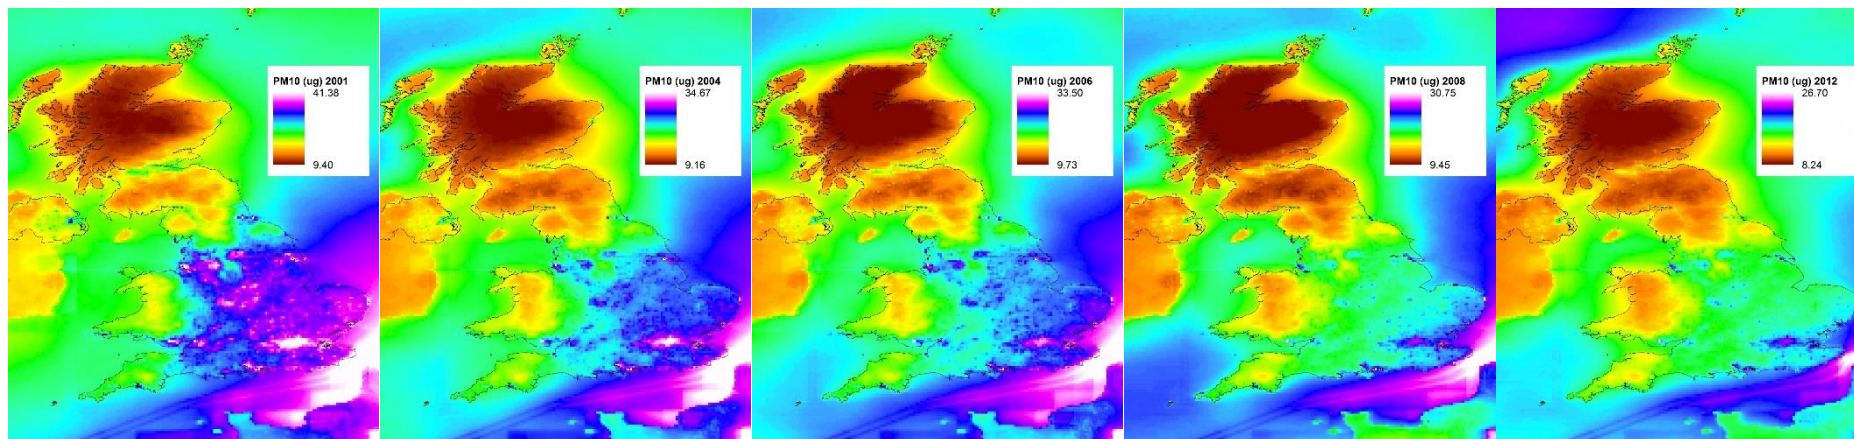 PM10 (ug) 2001
41.38
9.40
PM10 (ug) 2004
34.67
9.16
PM10 (ug) 2006
33.50
9.73
PM10 (ug) 2008
30.75
9.45
PM10 (ug) 2012
26.70
8.24